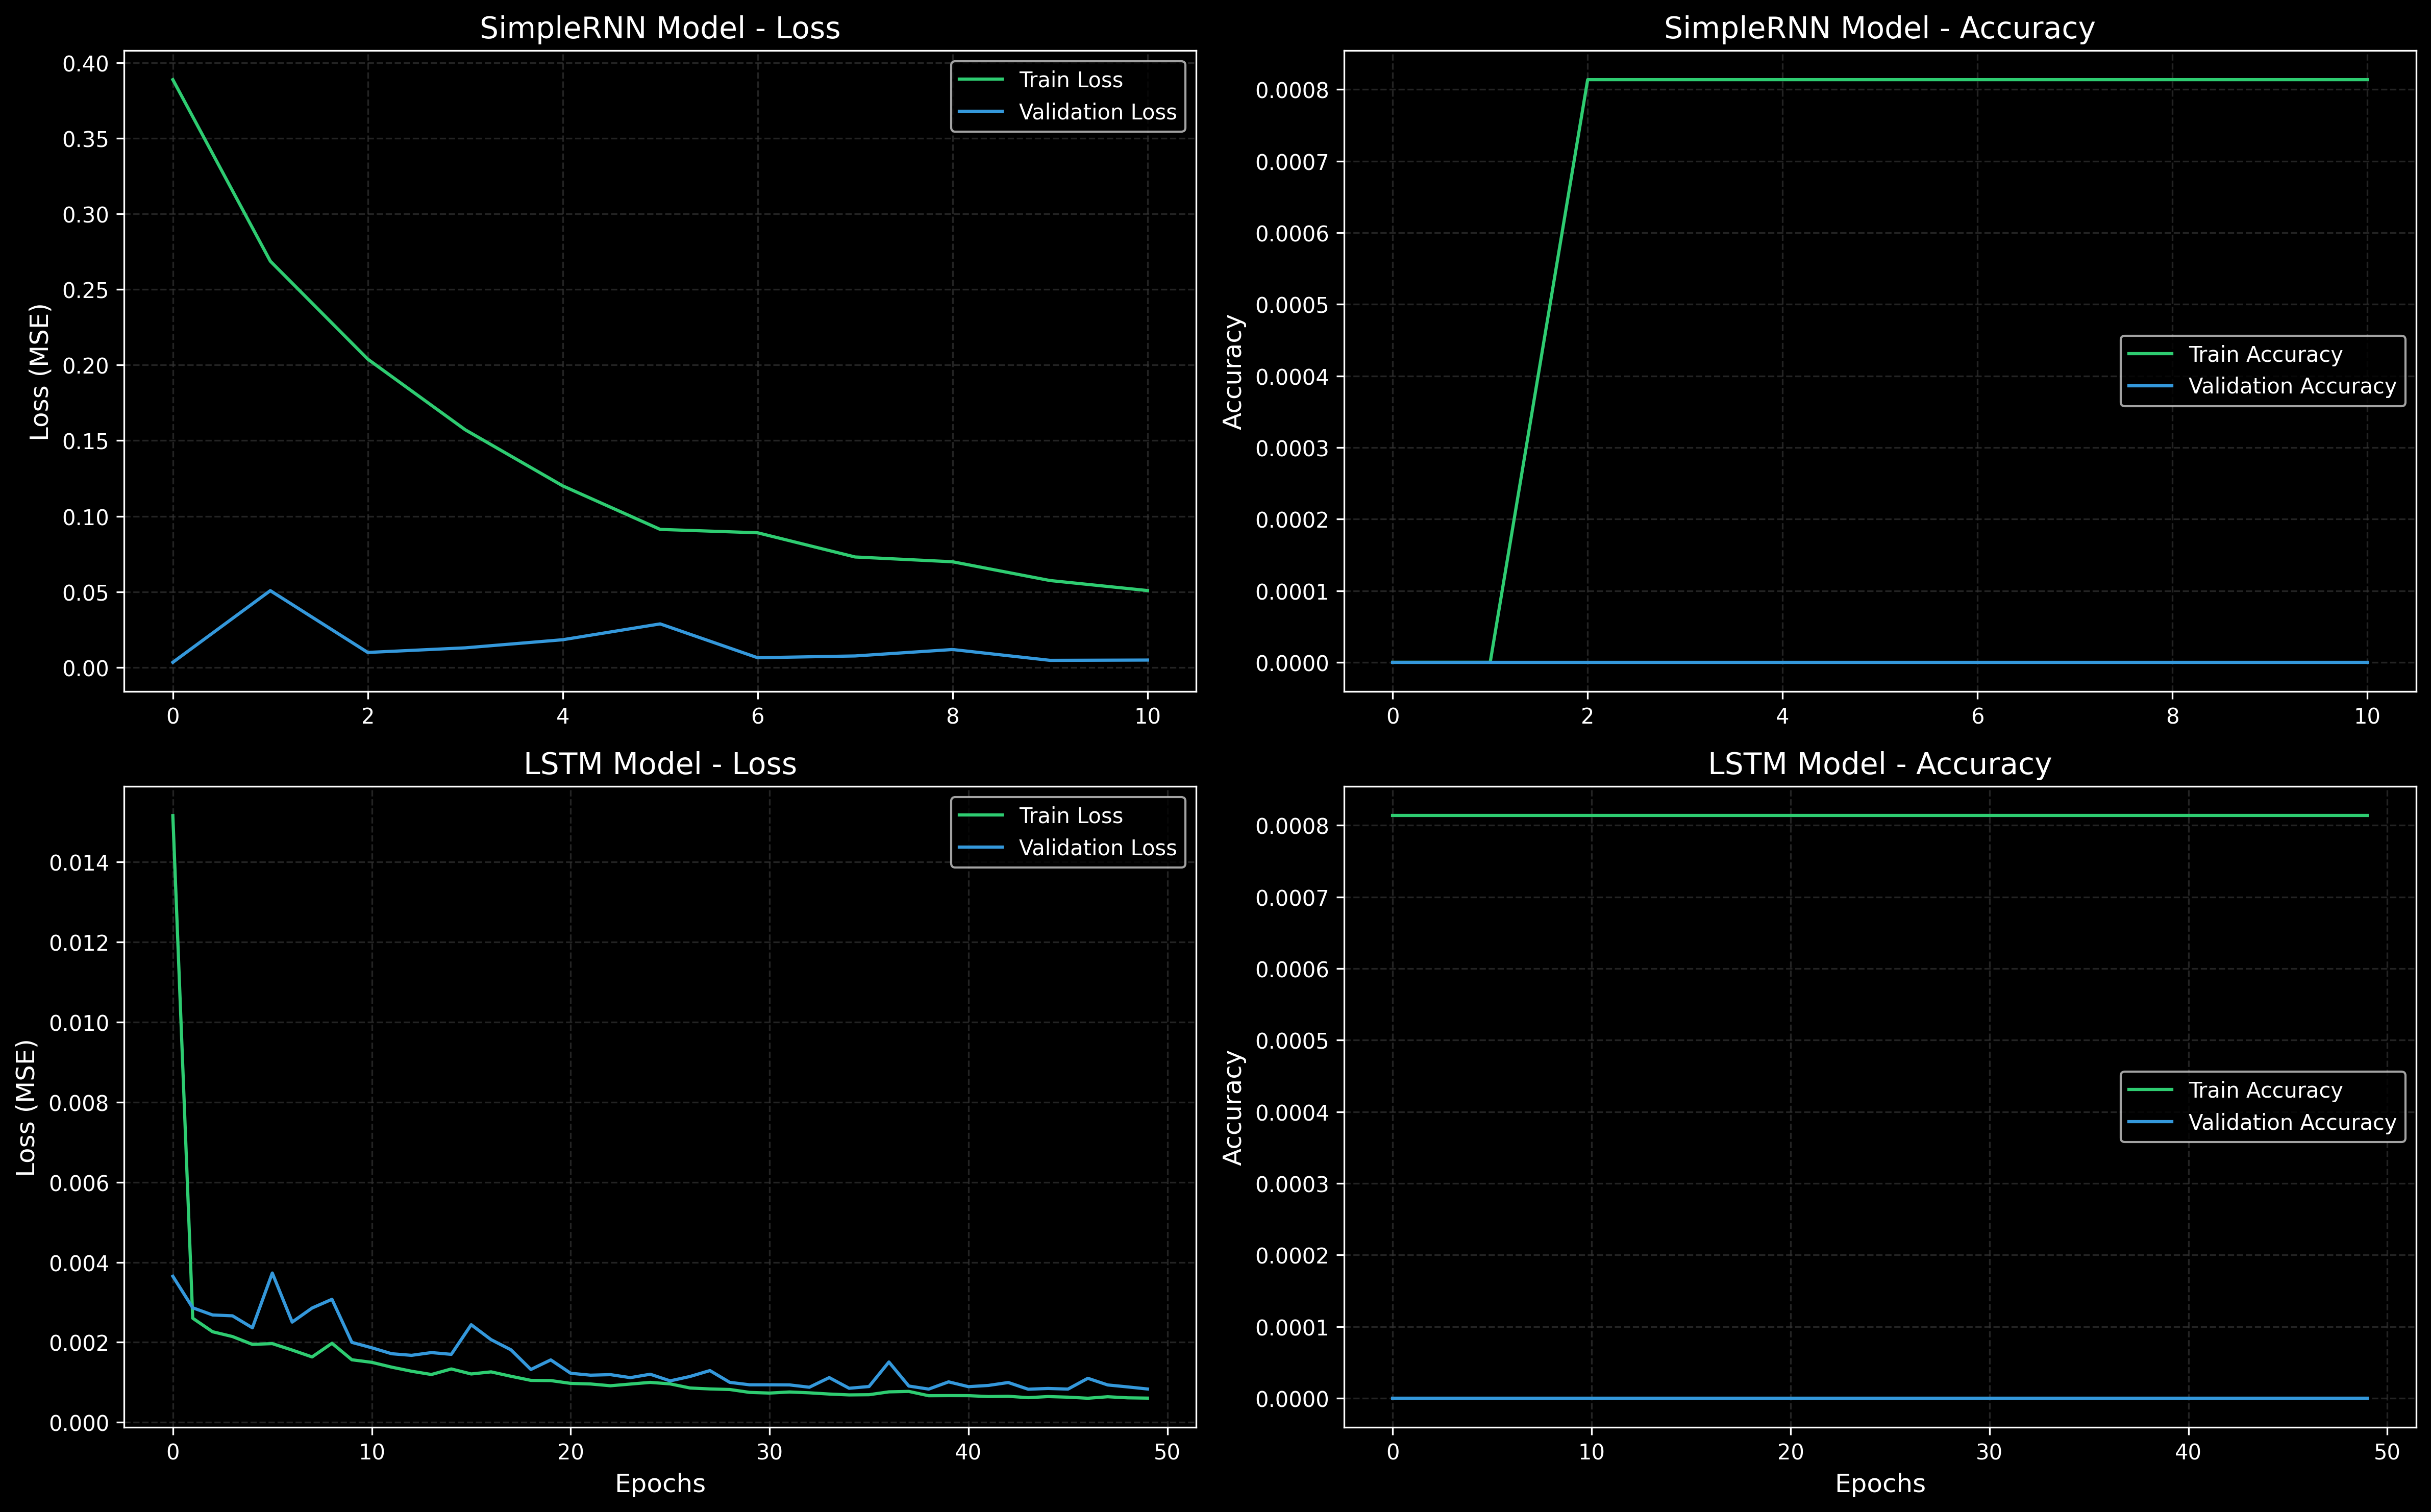 SimpleRNN Model - Loss
Loss (MSE)
0.40
0.35
0.30
0.25
0.20
0.15
0.10
0.05
0.00
0 2 4 6 8 10
Train Loss
Validation Loss
SimpleRNN Model - Accuracy
Accuracy
0.0008
0.0007
0.0006
0.0005
0.0004
0.0003
0.0002
0.0001
0.0000
0 2 4 6 8 10
Train Accuracy
Validation Accuracy
LSTM Model - Loss
Loss (MSE)
0.014
0.012
0.010
0.008
0.006
0.004
0.002
0.000
0 10 20 30 40 50
Epochs
Train Loss
Validation Loss
LSTM Model - Accuracy
Accuracy
0.0008
0.0007
0.0006
0.0005
0.0004
0.0003
0.0002
0.0001
0.0000
0 10 20 30 40 50
Epochs
Train Accuracy
Validation Accuracy